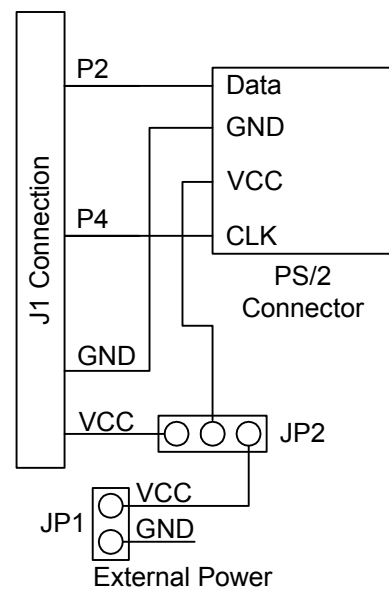 P2
Data
GND
VCC
P4
CLK
J1 Connection
PS/2
Connector
GND
VCC
JP2
VCC
JP1
GND
External Power